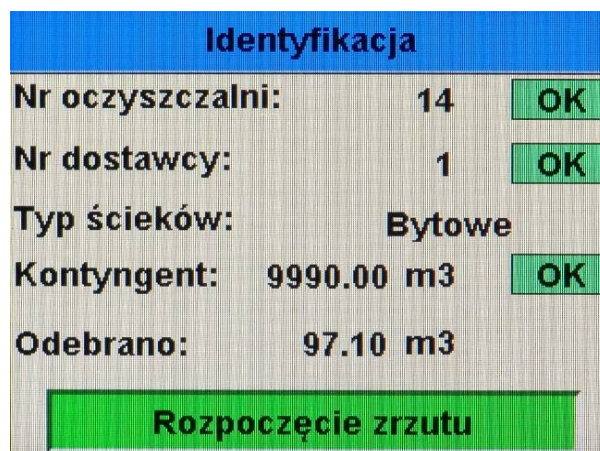 Identyfikacja
Nr oczyszczalni: 14 OK
Nr dostawcy: 1 OK
Typ ścieków: Bytowe
Kontyngent: 9990.00 m3 OK
Odebrano: 97.10 m3
Rozpoczęcie zrzutu